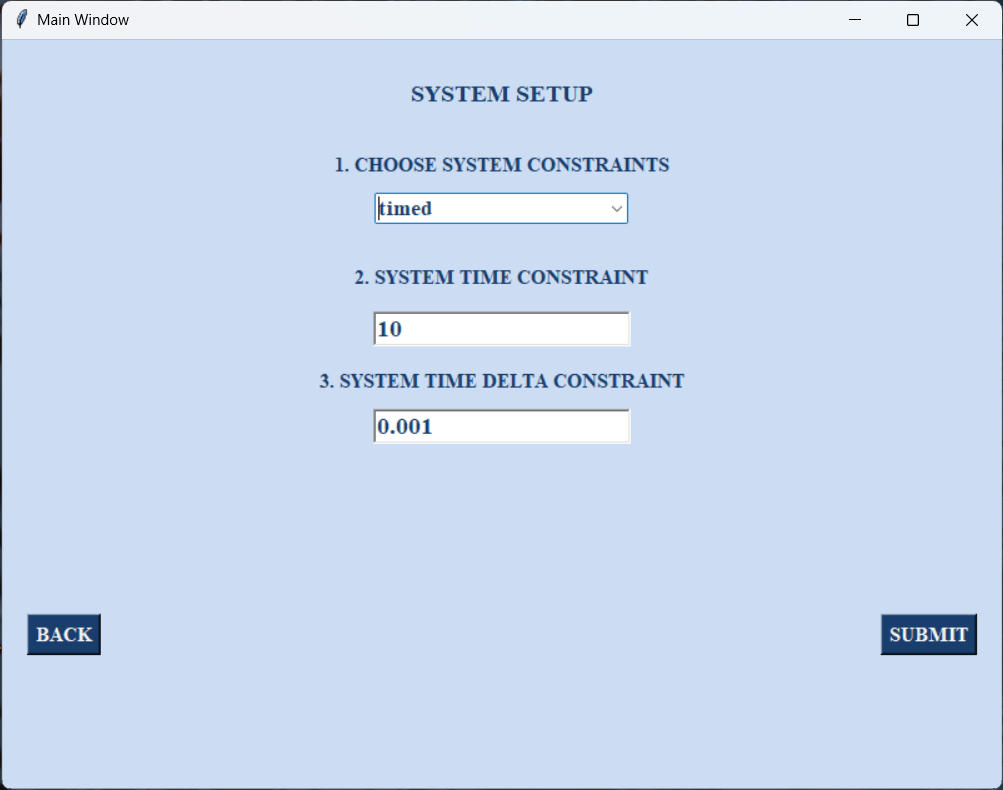 Main Window
SYSTEM SETUP
1. CHOOSE SYSTEM CONSTRAINTS
timed
2. SYSTEM TIME CONSTRAINT
10
3. SYSTEM TIME DELTA CONSTRAINT
0.001
BACK
SUBMIT